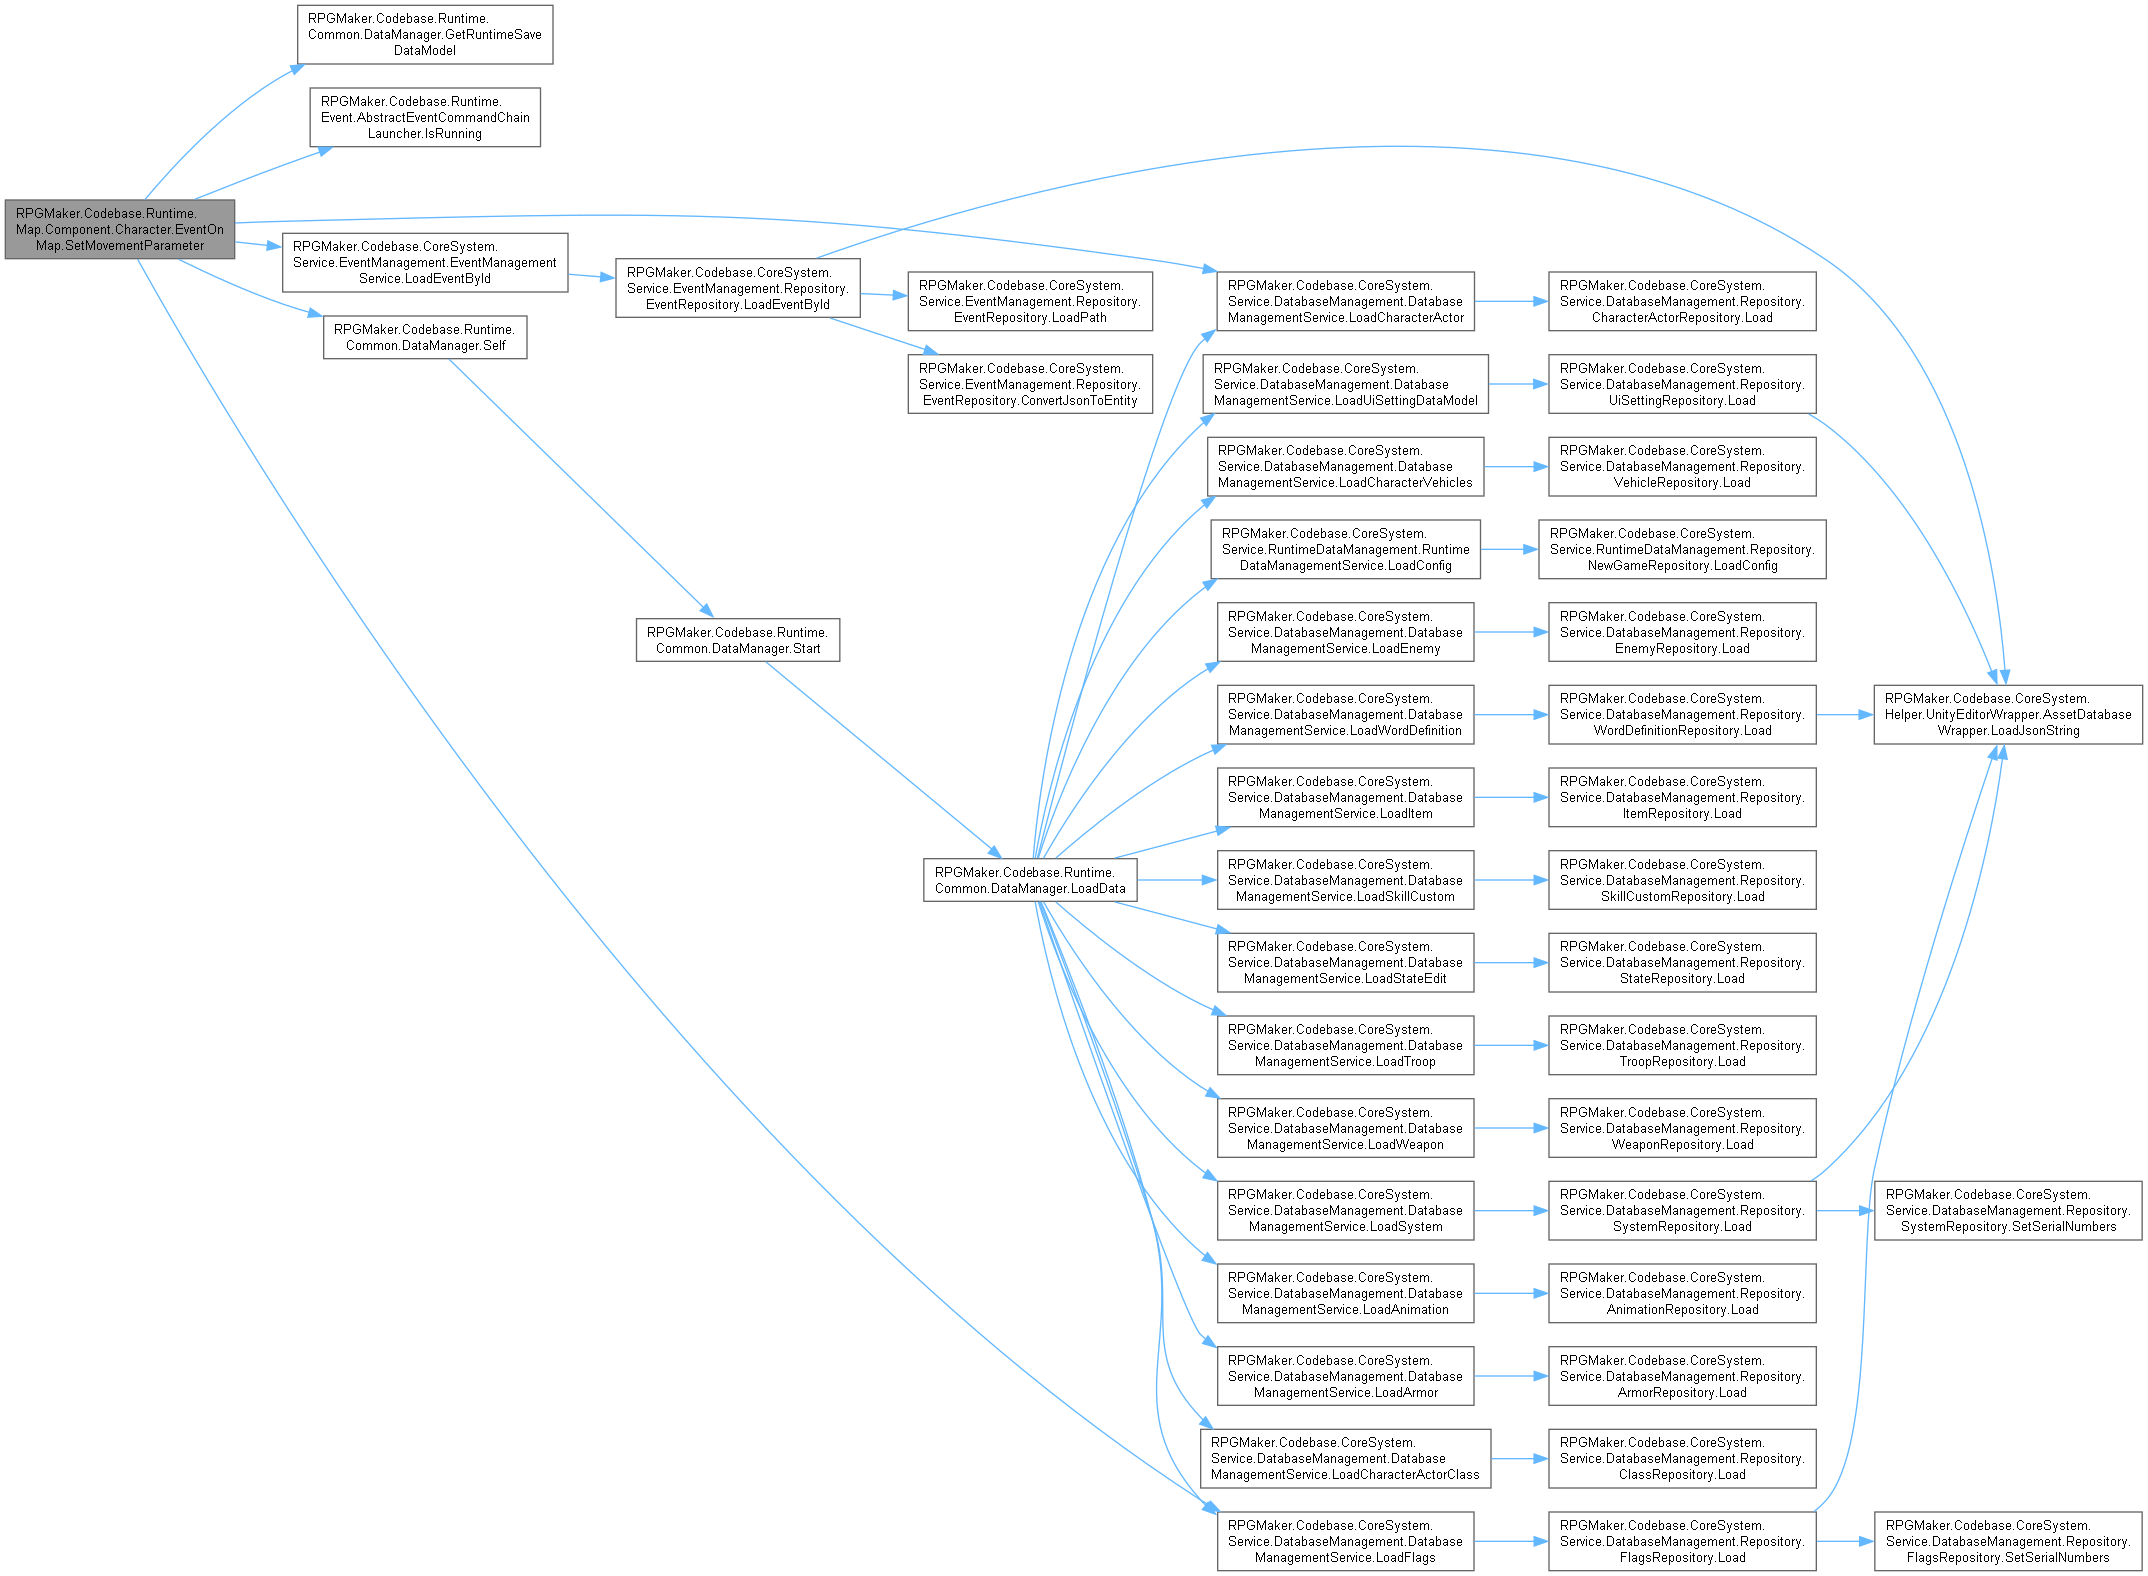 RPGMaker.Codebase.Runtime.
Common.DataManager.GetRuntimeSave
DataModel
RPGMaker.Codebase.Runtime.
Event.AbstractEventCommandChain
Launcher.IsRunning
RPGMaker.Codebase.Runtime.
Map.Component.Character.EventOn
Map.SetMovementParameter
RPGMaker.Codebase.CoreSystem.
Service.EventManagement.EventManagement
Service.LoadEventById
RPGMaker.Codebase.Runtime.
Common.DataManager.Self
RPGMaker.Codebase.CoreSystem.
Service.EventManagement.Repository.
EventRepository.LoadEventById
RPGMaker.Codebase.CoreSystem.
Service.EventManagement.Repository.
EventRepository.LoadPath
RPGMaker.Codebase.CoreSystem.
Service.EventManagement.Repository.
EventRepository.ConvertJsonToEntity
RPGMaker.Codebase.Runtime.
Common.DataManager.Start
RPGMaker.Codebase.Runtime.
Common.DataManager.LoadData
RPGMaker.Codebase.CoreSystem.
Service.DatabaseManagement.Database
ManagementService.LoadCharacterActor
RPGMaker.Codebase.CoreSystem.
Service.DatabaseManagement.Repository.
CharacterActorRepository.Load
RPGMaker.Codebase.CoreSystem.
Service.DatabaseManagement.Database
ManagementService.LoadUiSettingDataModel
RPGMaker.Codebase.CoreSystem.
Service.DatabaseManagement.Repository.
UiSettingRepository.Load
RPGMaker.Codebase.CoreSystem.
Service.DatabaseManagement.Database
ManagementService.LoadCharacterVehicles
RPGMaker.Codebase.CoreSystem.
Service.DatabaseManagement.Repository.
VehicleRepository.Load
RPGMaker.Codebase.CoreSystem.
Service.RuntimeDataManagement.Runtime
DataManagementService.LoadConfig
RPGMaker.Codebase.CoreSystem.
Service.RuntimeDataManagement.Repository.
NewGameRepository.LoadConfig
RPGMaker.Codebase.CoreSystem.
Service.DatabaseManagement.Database
ManagementService.LoadEnemy
RPGMaker.Codebase.CoreSystem.
Service.DatabaseManagement.Repository.
EnemyRepository.Load
RPGMaker.Codebase.CoreSystem.
Service.DatabaseManagement.Database
ManagementService.LoadWordDefinition
RPGMaker.Codebase.CoreSystem.
Service.DatabaseManagement.Repository.
WordDefinitionRepository.Load
RPGMaker.Codebase.CoreSystem.
Helper.UnityEditorWrapper.AssetDatabase
Wrapper.LoadJsonString
RPGMaker.Codebase.CoreSystem.
Service.DatabaseManagement.Database
ManagementService.LoadItem
RPGMaker.Codebase.CoreSystem.
Service.DatabaseManagement.Repository.
ItemRepository.Load
RPGMaker.Codebase.CoreSystem.
Service.DatabaseManagement.Database
ManagementService.LoadSkillCustom
RPGMaker.Codebase.CoreSystem.
Service.DatabaseManagement.Repository.
SkillCustomRepository.Load
RPGMaker.Codebase.CoreSystem.
Service.DatabaseManagement.Database
ManagementService.LoadStateEdit
RPGMaker.Codebase.CoreSystem.
Service.DatabaseManagement.Repository.
StateRepository.Load
RPGMaker.Codebase.CoreSystem.
Service.DatabaseManagement.Database
ManagementService.LoadTroop
RPGMaker.Codebase.CoreSystem.
Service.DatabaseManagement.Repository.
TroopRepository.Load
RPGMaker.Codebase.CoreSystem.
Service.DatabaseManagement.Database
ManagementService.LoadWeapon
RPGMaker.Codebase.CoreSystem.
Service.DatabaseManagement.Repository.
WeaponRepository.Load
RPGMaker.Codebase.CoreSystem.
Service.DatabaseManagement.Database
ManagementService.LoadSystem
RPGMaker.Codebase.CoreSystem.
Service.DatabaseManagement.Repository.
SystemRepository.Load
RPGMaker.Codebase.CoreSystem.
Service.DatabaseManagement.Repository.
SystemRepository.SetSerialNumbers
RPGMaker.Codebase.CoreSystem.
Service.DatabaseManagement.Database
ManagementService.LoadAnimation
RPGMaker.Codebase.CoreSystem.
Service.DatabaseManagement.Repository.
AnimationRepository.Load
RPGMaker.Codebase.CoreSystem.
Service.DatabaseManagement.Database
ManagementService.LoadArmor
RPGMaker.Codebase.CoreSystem.
Service.DatabaseManagement.Repository.
ArmorRepository.Load
RPGMaker.Codebase.CoreSystem.
Service.DatabaseManagement.Database
ManagementService.LoadCharacterActorClass
RPGMaker.Codebase.CoreSystem.
Service.DatabaseManagement.Repository.
ClassRepository.Load
RPGMaker.Codebase.CoreSystem.
Service.DatabaseManagement.Database
ManagementService.LoadFlags
RPGMaker.Codebase.CoreSystem.
Service.DatabaseManagement.Repository.
FlagsRepository.Load
RPGMaker.Codebase.CoreSystem.
Service.DatabaseManagement.Repository.
FlagsRepository.SetSerialNumbers